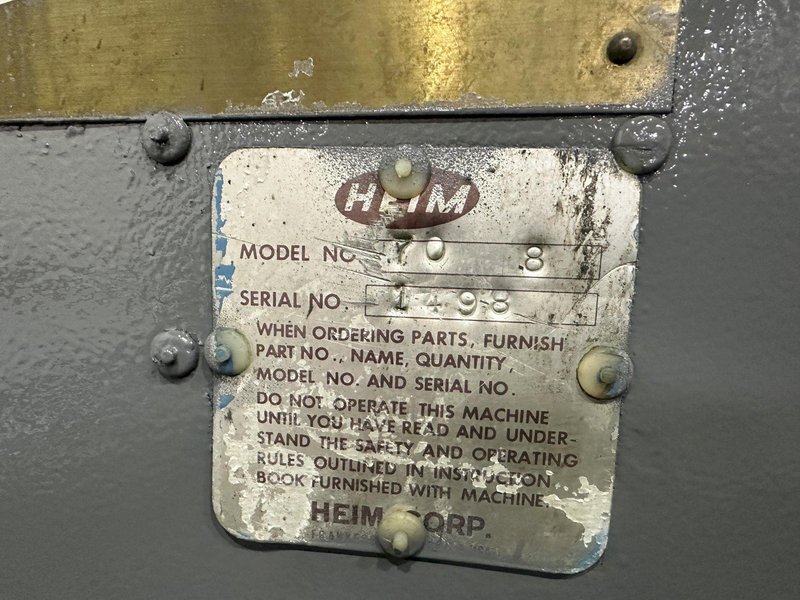 HEIM
MODEL NO. 70 8
SERIAL NO. 1498
WHEN ORDERING PARTS, FURNISH
PART NO., NAME, QUANTITY,
MODEL NO. AND SERIAL NO.
DO NOT OPERATE THIS MACHINE
UNTIL YOU HAVE READ AND UNDER-
STAND THE SAFETY AND OPERATING
RULES OUTLINED IN INSTRUCTION
BOOK FURNISHED WITH MACHINE.
HEIM CORP.